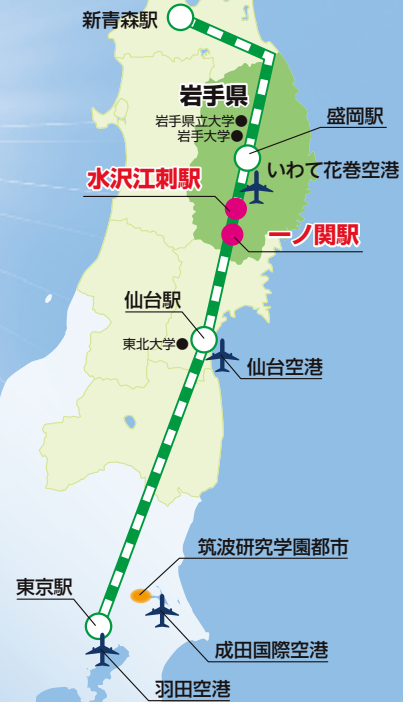 新青森駅
岩手県
岩手県立大学
岩手大学
盛岡駅
いわて花巻空港
水沢江刺駅
一ノ関駅
仙台駅
東北大学
仙台空港
筑波研究学園都市
東京駅
成田国際空港
羽田空港